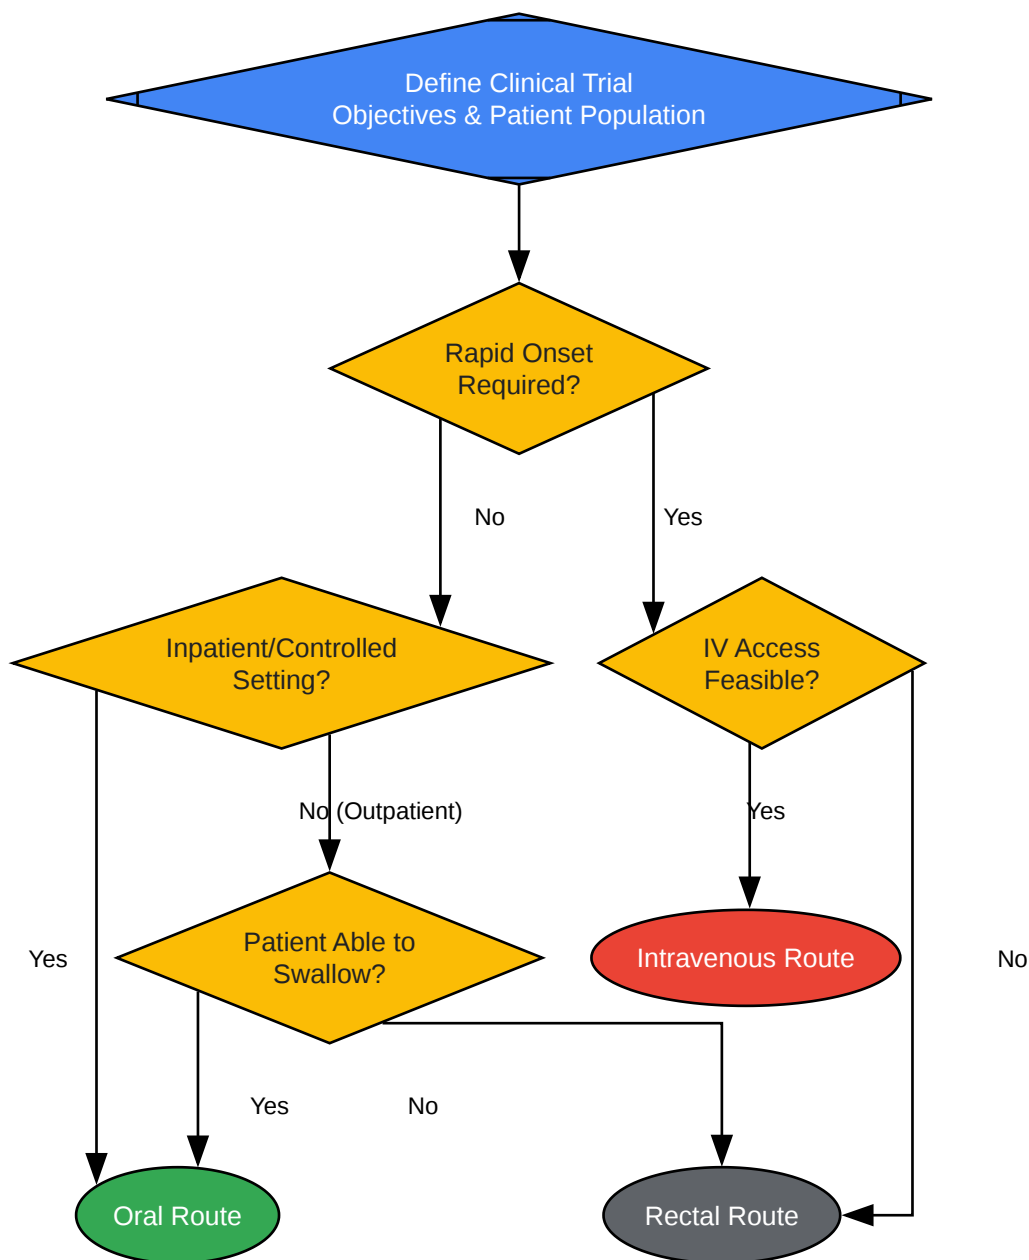 Define Clinical Trial
Objectives & Patient Population
Rapid Onset
Required?
No
Yes
Inpatient/Controlled
Setting?
IV Access
Feasible?
No (Outpatient)
Yes
Patient Able to
Swallow?
Intravenous Route
Yes
No
Yes
No
Oral Route
Rectal Route